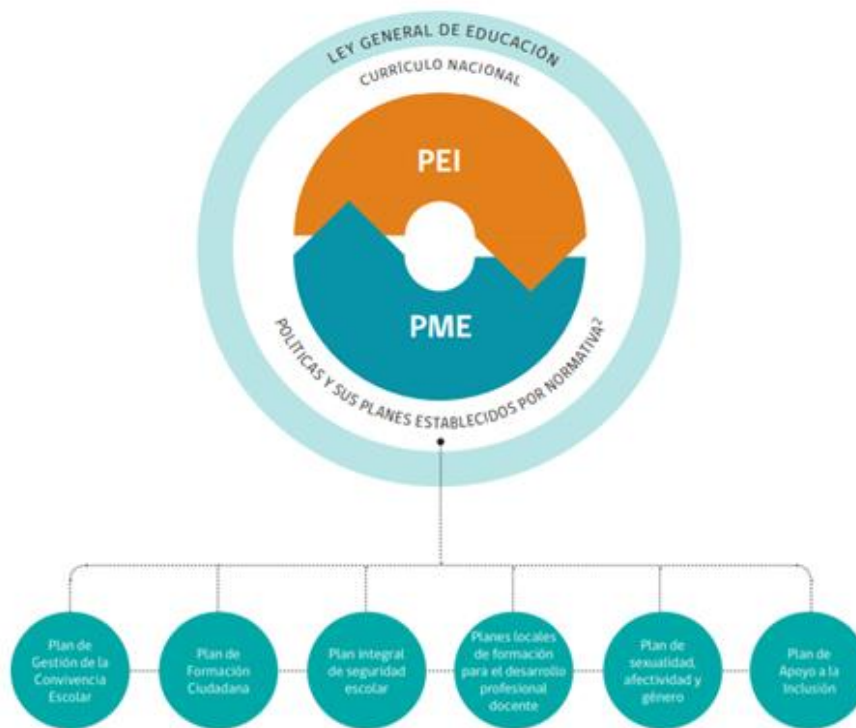 LEY GENERAL DE EDUCACIÓN
CURRÍCULO NACIONAL
PEI
PME
POLÍTICAS Y SUS PLANES ESTABLECIDOS POR NORMATIVA²
Plan de
Gestión de la
Convivencia
Escolar
Plan de
Formación
Ciudadana
Plan integral
de seguridad
escolar
Planes locales
de formación
para el desarrollo
profesional
docente
Plan de
sexualidad,
afectividad y
género
Plan de
Apoyo a la
Inclusión